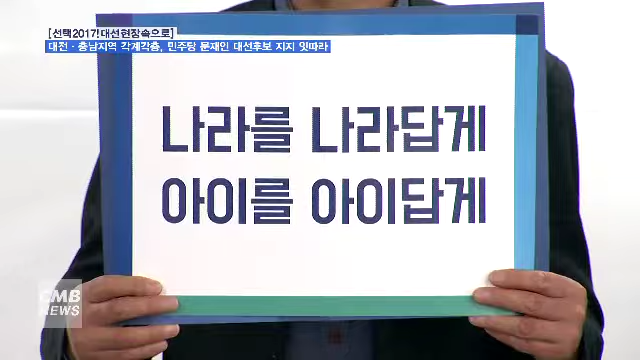 [선택2017!대선현장속으로]
대전·충남지역 각계각층, 민주당 문재인 대선후보 지지 잇따라
나라를 나라답게
아이를 아이답게
CMB
NEWS